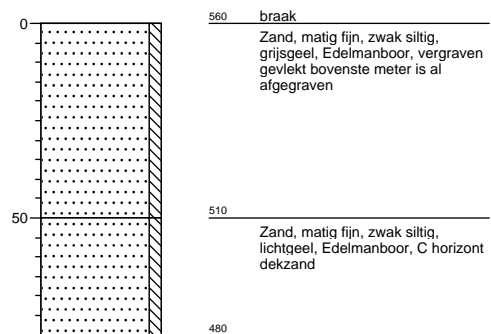 0
560 braak
Zand, matig fijn, zwak siltig,
grijsgeel, Edelmanboor, vergraven
gevlekt bovenste meter is al
afgegraven
50
510
Zand, matig fijn, zwak siltig,
lichtgeel, Edelmanboor, C horizont
dekzand
480